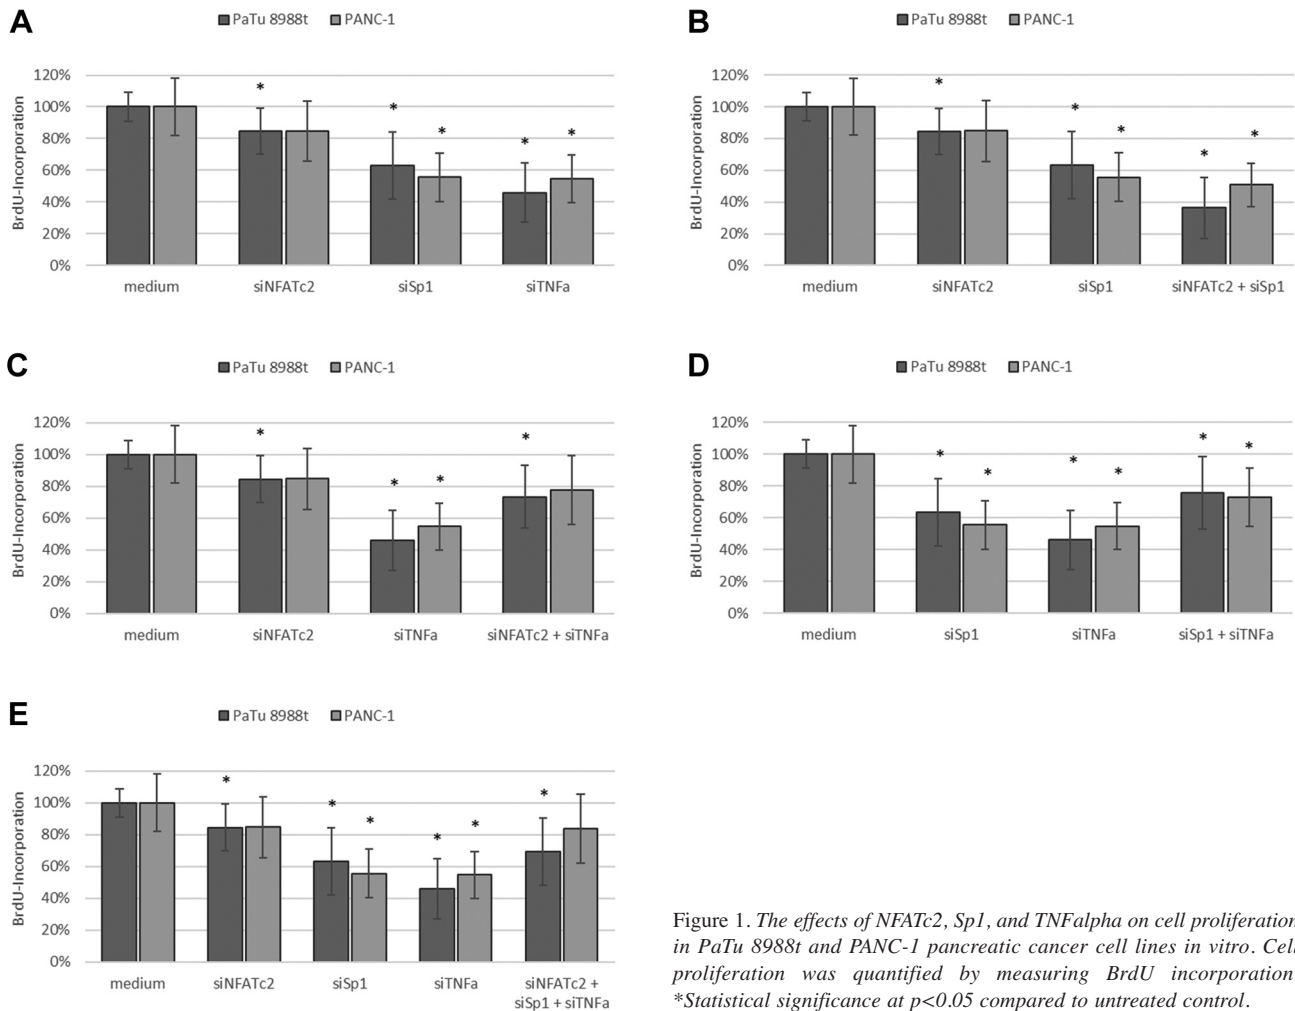 A
PaTu 8988t PANC-1
BrdU-Incorporation
120%
100%
80%
60%
40%
20%
0%
* * * * *
medium siNFATc2 siSp1 siTNFa
B
PaTu 8988t PANC-1
BrdU-Incorporation
120%
100%
80%
60%
40%
20%
0%
* * * * *
medium siNFATc2 siSp1 siNFATc2 + siSp1
C
PaTu 8988t PANC-1
BrdU-Incorporation
120%
100%
80%
60%
40%
20%
0%
* * * *
medium siNFATc2 siTNFa siNFATc2 + siTNFa
D
PaTu 8988t PANC-1
BrdU-Incorporation
120%
100%
80%
60%
40%
20%
0%
* * * * * *
medium siSp1 siTNFa siSp1 + siTNFa
E
PaTu 8988t PANC-1
BrdU-Incorporation
120%
100%
80%
60%
40%
20%
0%
* * * * * *
medium siNFATc2 siSp1 siTNFa siNFATc2 +
siSp1 + siTNFa
Figure 1. The effects of NFATc2, Sp1, and TNFalpha on cell proliferation
in PaTu 8988t and PANC-1 pancreatic cancer cell lines in vitro. Cell
proliferation was quantified by measuring BrdU incorporation
*Statistical significance at p<0.05 compared to untreated control.